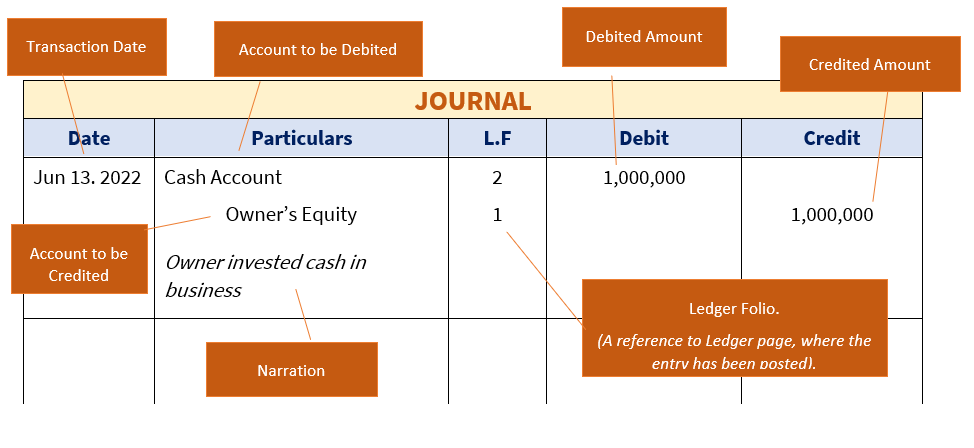 Transaction Date
Account to be Debited
Debited Amount
Credited Amount
JOURNAL
Date Particulars L.F Debit Credit
Jun 13. 2022 Cash Account 2 1,000,000
Owner’s Equity 1 1,000,000
Account to be
Credited
Owner invested cash in
business
Ledger Folio.
(A reference to Ledger page, where the
entry has been posted).
Narration